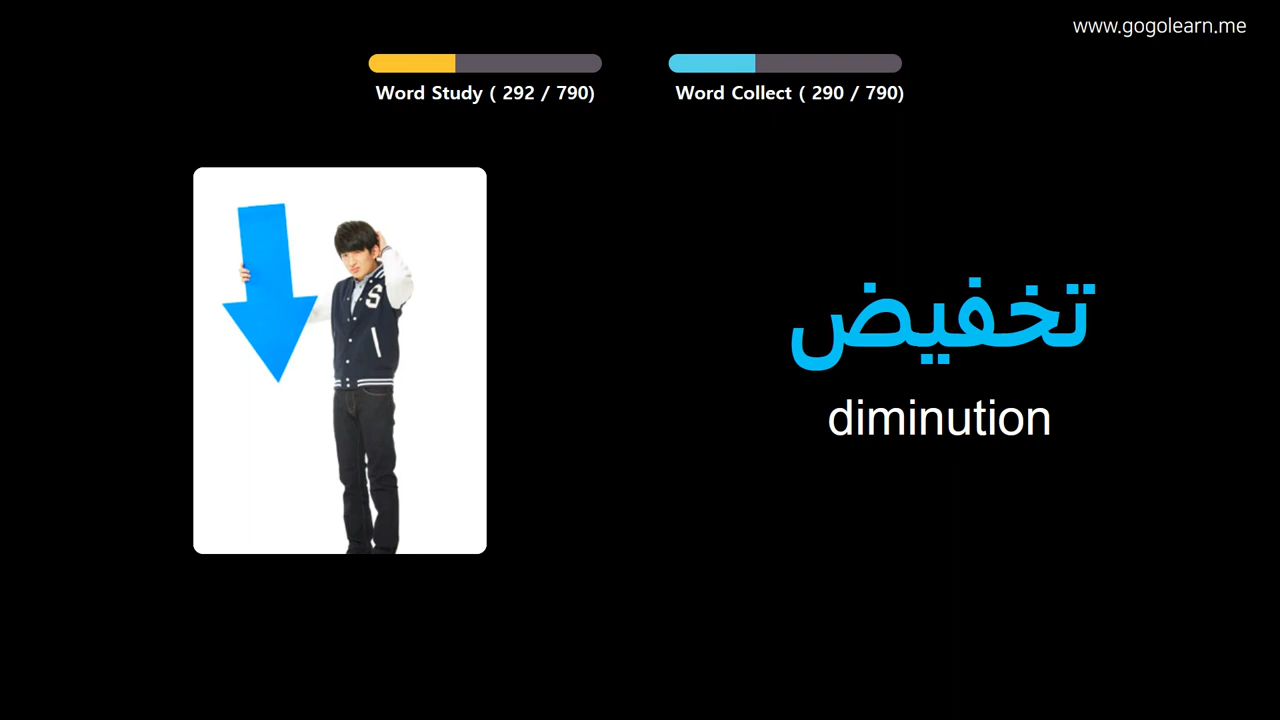 www.gogolearn.me
Word Study ( 292 / 790)
Word Collect ( 290 / 790)
S
تخفيض
diminution